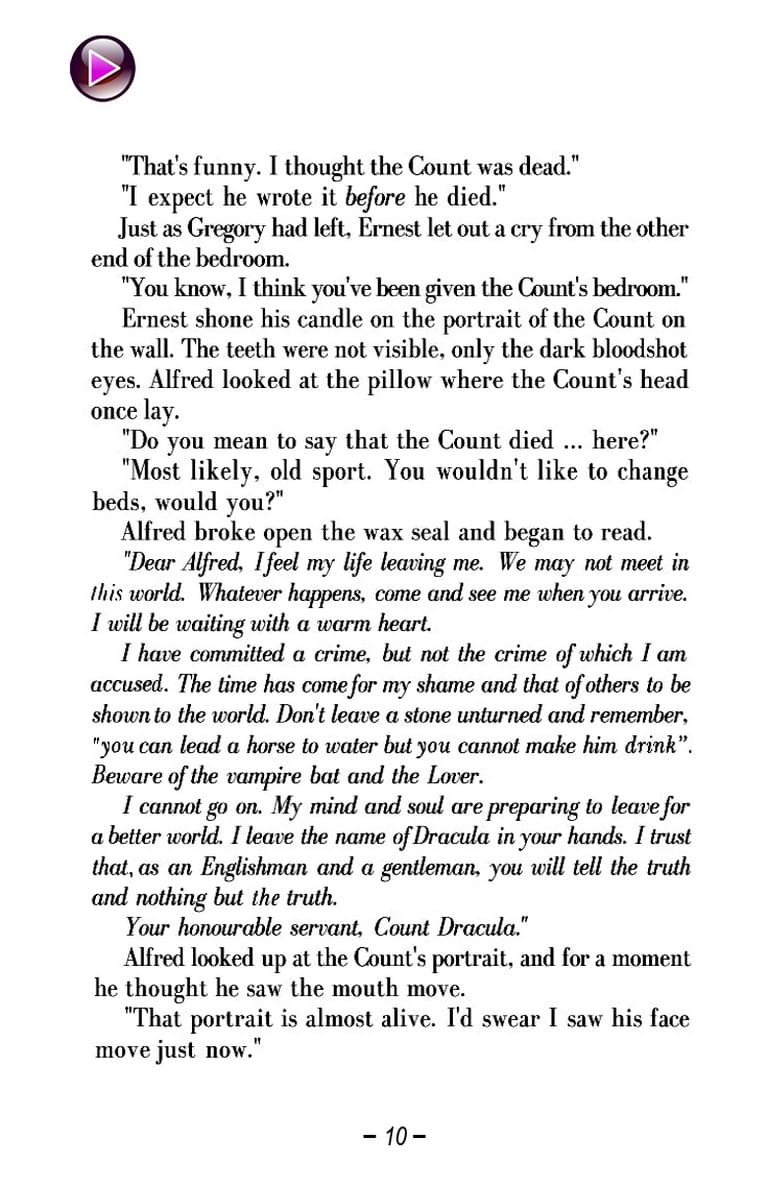 "That's funny. I thought the Count was dead."
"I expect he wrote it before he died."
Just as Gregory had left, Ernest let out a cry from the other
end of the bedroom.
"You know, I think you've been given the Count's bedroom."
Ernest shone his candle on the portrait of the Count on
the wall. The teeth were not visible, only the dark bloodshot
eyes. Alfred looked at the pillow where the Count's head
once lay.
"Do you mean to say that the Count died ... here?"
"Most likely, old sport. You wouldn't like to change
beds, would you?"
Alfred broke open the wax seal and began to read.
"Dear Alfred, I feel my life leaving me. We may not meet in
this world. Whatever happens, come and see me when you arrive.
I will be waiting with a warm heart.
I have committed a crime, but not the crime of which I am
accused. The time has come for my shame and that of others to be
shown to the world. Don't leave a stone unturned and remember,
"you can lead a horse to water but you cannot make him drink”.
Beware of the vampire bat and the Lover.
I cannot go on. My mind and soul are preparing to leave for
a better world. I leave the name of Dracula in your hands. I trust
that, as an Englishman and a gentleman, you will tell the truth
and nothing but the truth.
Your honourable servant, Count Dracula."
Alfred looked up at the Count's portrait, and for a moment
he thought he saw the mouth move.
"That portrait is almost alive. I'd swear I saw his face
move just now."
– 10 –